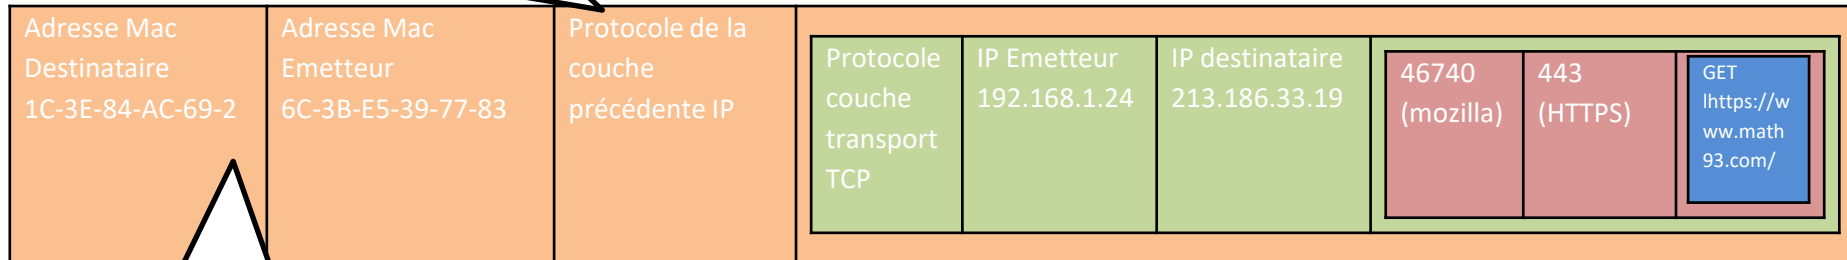 Adresse Mac
Destinataire
1C-3E-84-AC-69-2
Adresse Mac
Emetteur
6C-3B-E5-39-77-83
Protocole de la
couche
précédente IP
Protocole
couche
transport
TCP
IP Emetteur
192.168.1.24
IP destinataire
213.186.33.19
46740
(mozilla)
443
(HTTPS)
GET
lhttps://w
ww.math
93.com/